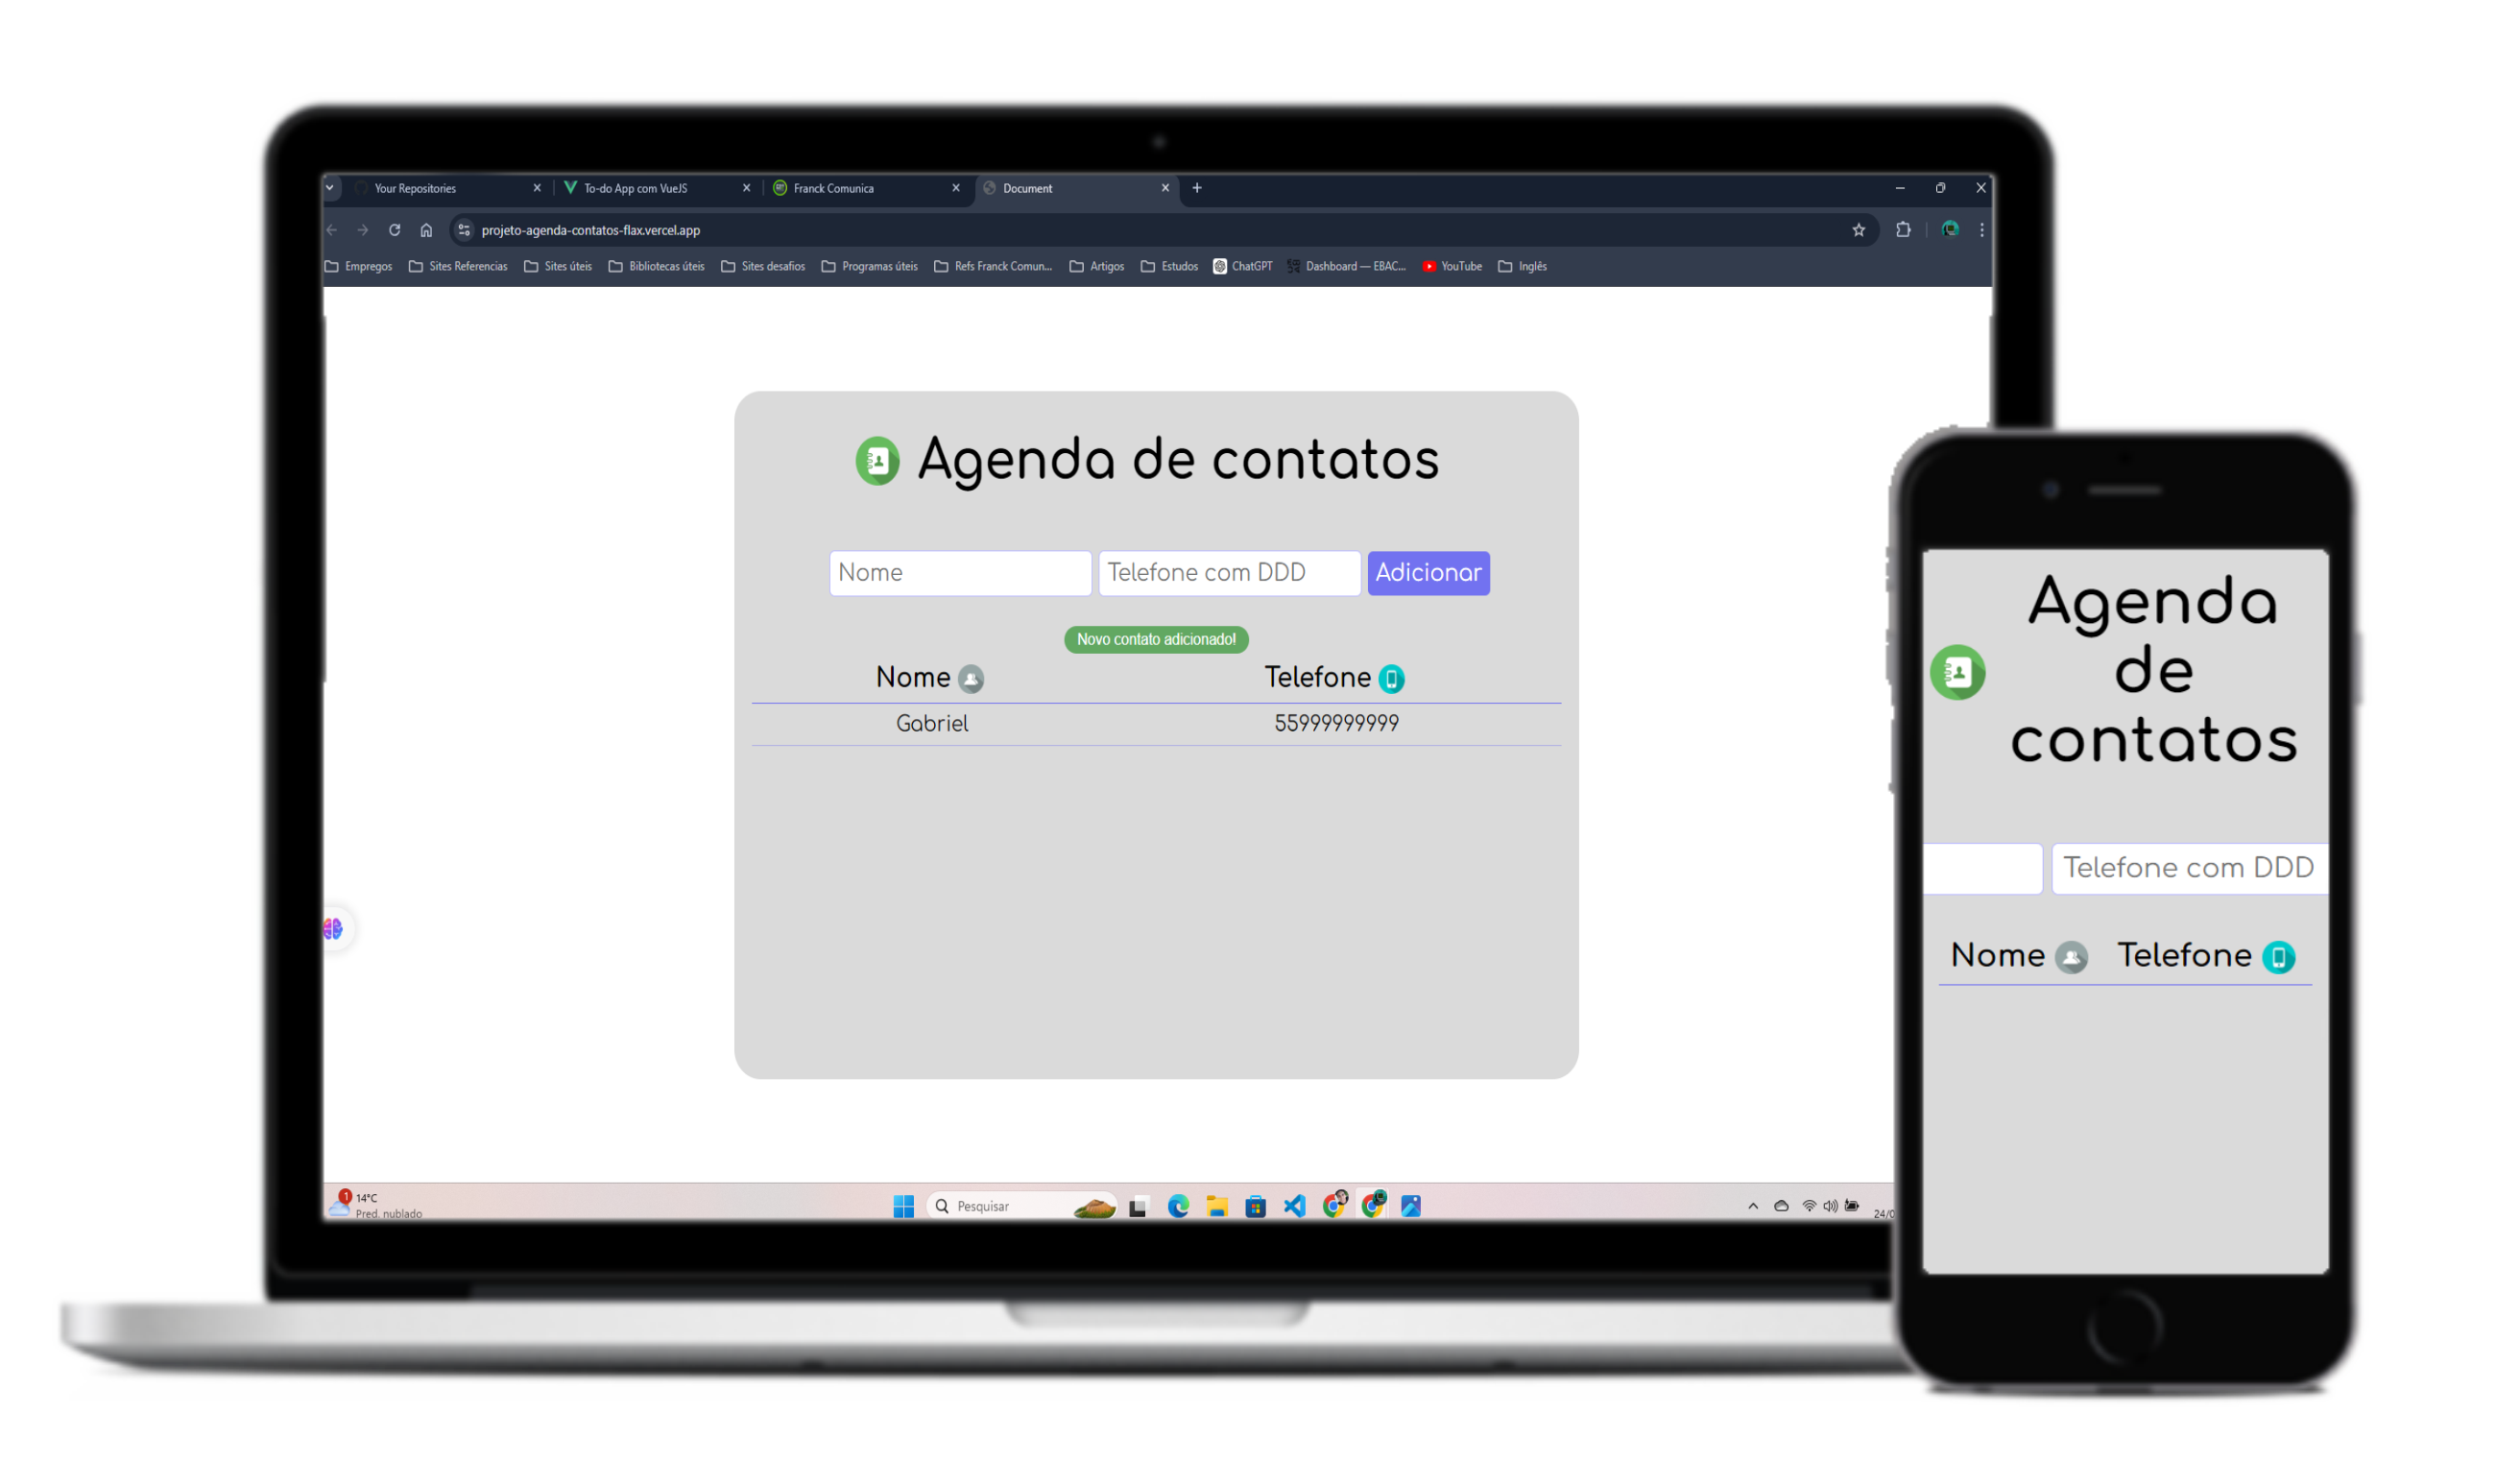 Your Repositories
To-do App com VueJS
Franck Comunica
Document
projeto-agenda-contatos-flax.vercel.app
Empregos Sites Referencias Sites úteis Bibliotecas úteis Sites desafios Programas úteis Refs Franck Comun... Artigos Estudos ChatGPT Dashboard — EBAC... YouTube Inglês
Agenda de contatos
Nome Telefone com DDD Adicionar
Novo contato adicionado!
Nome Telefone
Gabriel 55999999999
1 14°C
Pred. nublado
Pesquisar
24/0
Agenda
de
contatos
Telefone com DDD
Nome Telefone